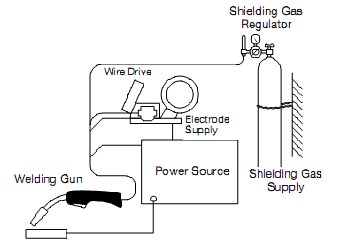 Shielding Gas
Regulator
Wire Drive
Electrode
Supply
Welding Gun
Power Source
Shielding Gas
Supply